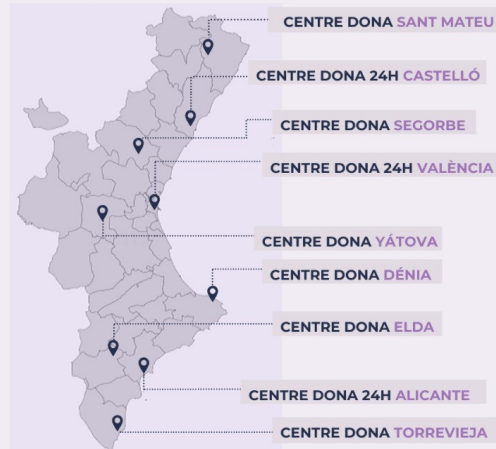 CENTRE DONA SANT MATEU
CENTRE DONA 24H CASTELLÓ
CENTRE DONA SEGORBE
CENTRE DONA 24H VALÈNCIA
CENTRE DONA YÁTOVA
CENTRE DONA DÉNIA
CENTRE DONA ELDA
CENTRE DONA 24H ALICANTE
CENTRE DONA TORREVIEJA